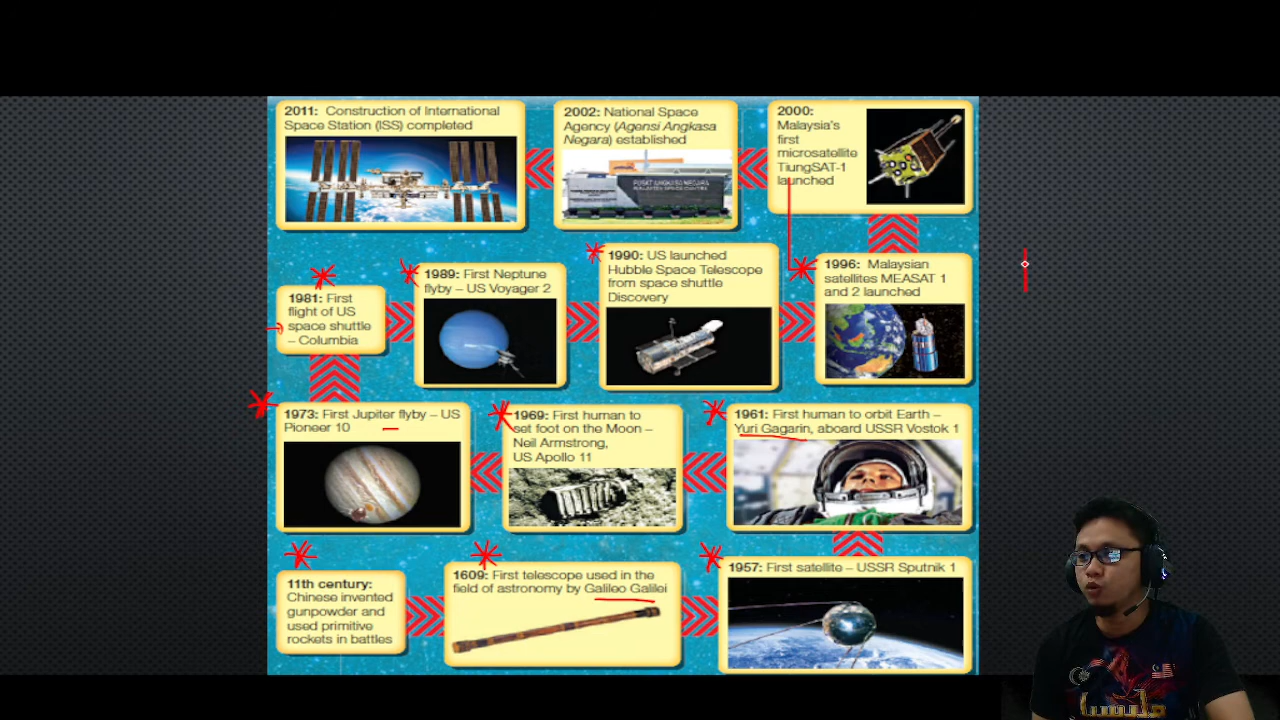 2011: Construction of International
Space Station (ISS) completed
2002: National Space
Agency (Agensi Angkasa
Negara) established
PUSAT ANGKASA NEGARA
MALAYSIA SPACE CENTRE
2000:
Malaysia's
first
microsatellite
TiungSAT-1
launched
1981: First
flight of US
space shuttle
– Columbia
1989: First Neptune
flyby – US Voyager 2
1990: US launched
Hubble Space Telescope
from space shuttle
Discovery
1996: Malaysian
satellites MEASAT 1
and 2 launched
1973: First Jupiter flyby – US
Pioneer 10
1969: First human to
set foot on the Moon –
Neil Armstrong,
US Apollo 11
1961: First human to orbit Earth –
Yuri Gagarin, aboard USSR Vostok 1
11th century:
Chinese invented
gunpowder and
used primitive
rockets in battles
1609: First telescope used in the
field of astronomy by Galileo Galilei
1957: First satellite – USSR Sputnik 1